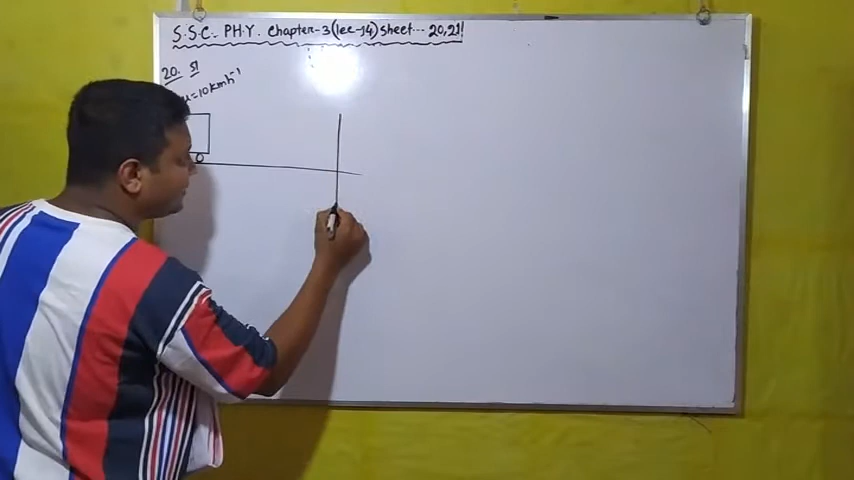 S.S.C. PHY. Chapter-3(lec-14) Sheet... 20,21!
20. সা
u=10kmh⁻¹